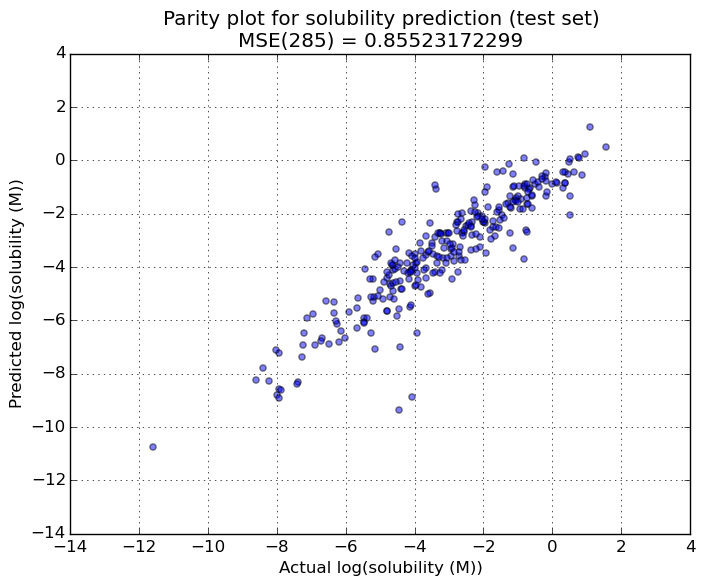 Parity plot for solubility prediction (test set)
MSE(285) = 0.85523172299
4
2
0
−2
−4
−6
−8
−10
−12
−14
Predicted log(solubility (M))
−14 −12 −10 −8 −6 −4 −2 0 2 4
Actual log(solubility (M))